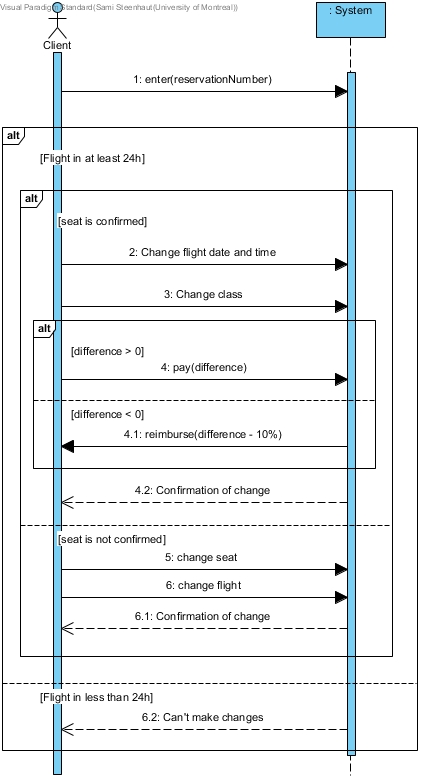 Visual Paradigm Standard(Sami Steenhaut(University of Montreal))
: System
Client
1: enter(reservationNumber)
alt
[Flight in at least 24h]
alt
[seat is confirmed]
2: Change flight date and time
3: Change class
alt
[difference > 0]
4: pay(difference)
[difference < 0]
4.1: reimburse(difference - 10%)
4.2: Confirmation of change
[seat is not confirmed]
5: change seat
6: change flight
6.1: Confirmation of change
[Flight in less than 24h]
6.2: Can't make changes